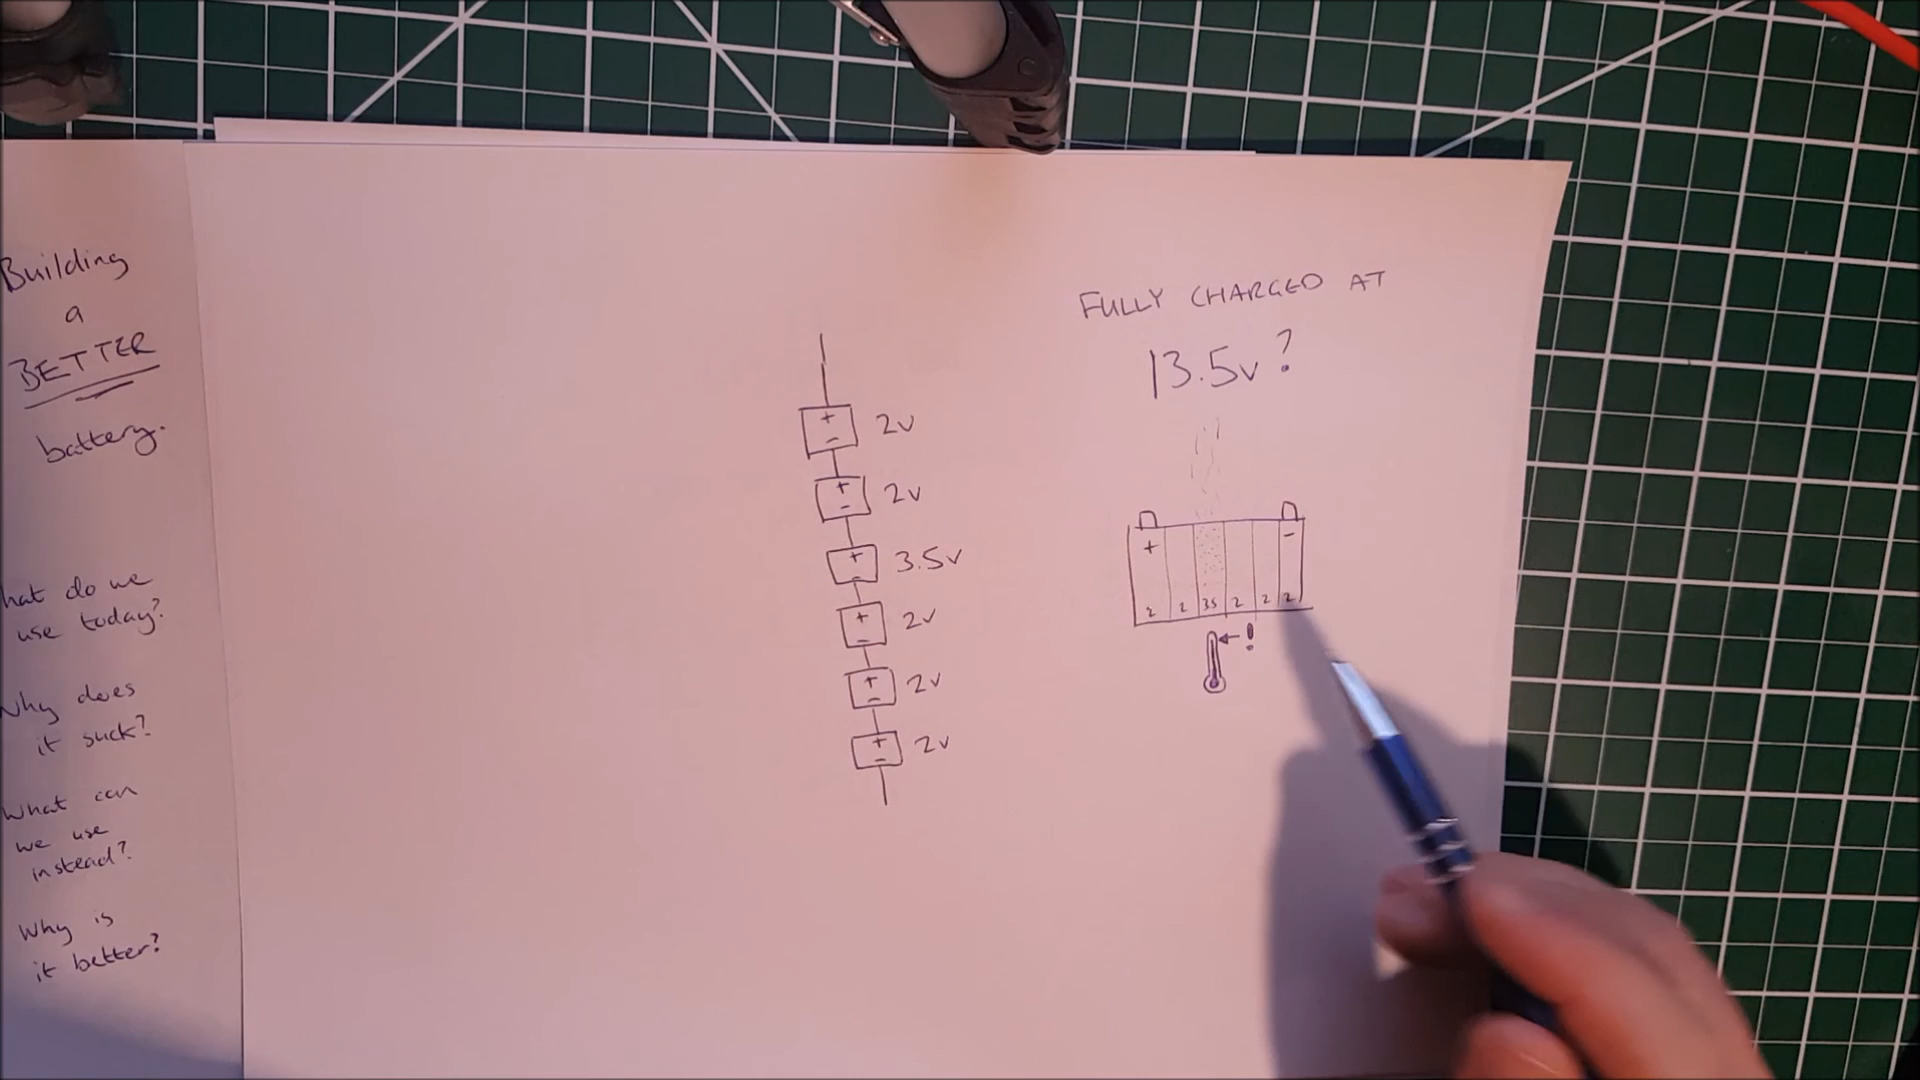 Building
a
BETTER
battery.
hat do we
use today?
Why does
it suck?
What can
we use
instead?
Why is
it better?
+
-
2v
+
-
2v
+
-
3.5v
+
-
2v
+
-
2v
+
-
2v
FULLY CHARGED AT
13.5v?
+ -
2 2 35 2 2 2
!